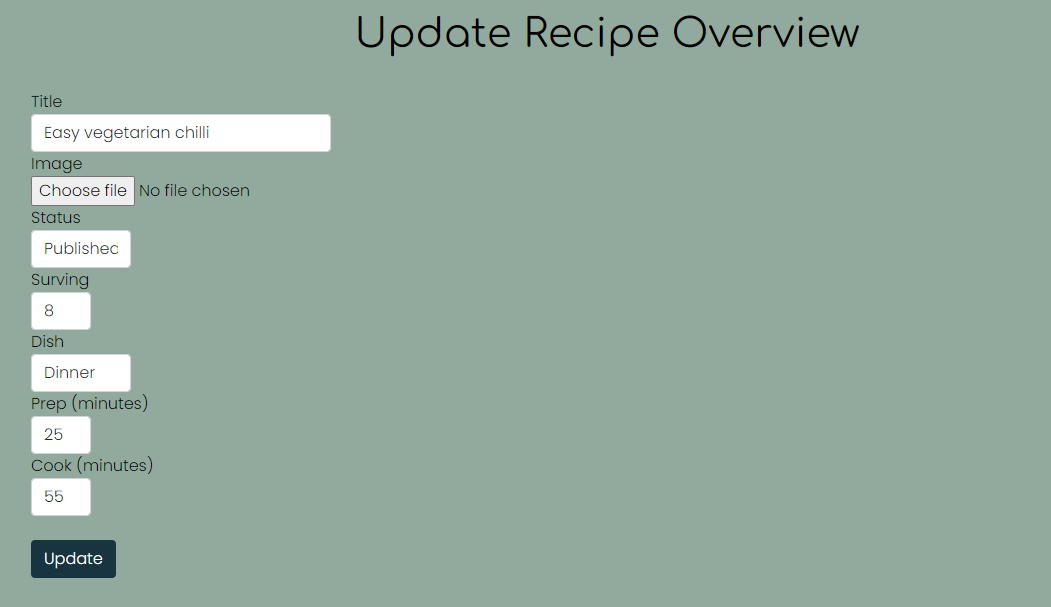 Update Recipe Overview
Title
Easy vegetarian chilli
Image
Choose file No file chosen
Status
Published
Surving
8
Dish
Dinner
Prep (minutes)
25
Cook (minutes)
55
Update